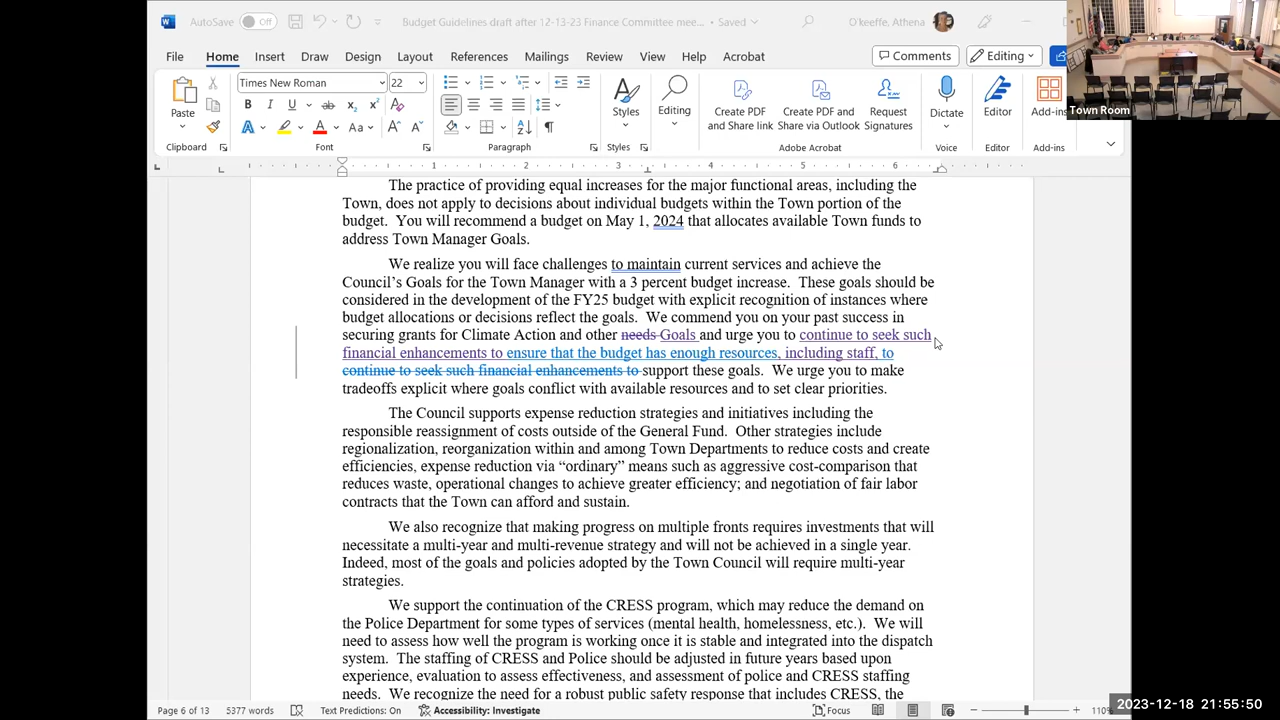 AutoSave Off Budget Guidelines draft after 12-13-23 Finance Committee mee... • Saved O'keeffe, Athena
File Home Insert Draw Design Layout References Mailings Review View Help Acrobat Comments Editing
Times New Roman 22
Paste Styles Editing Create PDF and Share link Create PDF and Share via Outlook Request Signatures Dictate Editor Add-ins
Clipboard Font Paragraph Styles Adobe Acrobat Voice Editor Add-ins
Town Room
1 2 3 4 5 6
The practice of providing equal increases for the major functional areas, including the
Town, does not apply to decisions about individual budgets within the Town portion of the
budget. You will recommend a budget on May 1, 2024 that allocates available Town funds to
address Town Manager Goals.
We realize you will face challenges to maintain current services and achieve the
Council's Goals for the Town Manager with a 3 percent budget increase. These goals should be
considered in the development of the FY25 budget with explicit recognition of instances where
budget allocations or decisions reflect the goals. We commend you on your past success in
securing grants for Climate Action and other needs Goals and urge you to continue to seek such
financial enhancements to ensure that the budget has enough resources, including staff, to
continue to seek such financial enhancements to support these goals. We urge you to make
tradeoffs explicit where goals conflict with available resources and to set clear priorities.
The Council supports expense reduction strategies and initiatives including the
responsible reassignment of costs outside of the General Fund. Other strategies include
regionalization, reorganization within and among Town Departments to reduce costs and create
efficiencies, expense reduction via “ordinary” means such as aggressive cost-comparison that
reduces waste, operational changes to achieve greater efficiency; and negotiation of fair labor
contracts that the Town can afford and sustain.
We also recognize that making progress on multiple fronts requires investments that will
necessitate a multi-year and multi-revenue strategy and will not be achieved in a single year.
Indeed, most of the goals and policies adopted by the Town Council will require multi-year
strategies.
We support the continuation of the CRESS program, which may reduce the demand on
the Police Department for some types of services (mental health, homelessness, etc.). We will
need to assess how well the program is working once it is stable and integrated into the dispatch
system. The staffing of CRESS and Police should be adjusted in future years based upon
experience, evaluation to assess effectiveness, and assessment of police and CRESS staffing
needs. We recognize the need for a robust public safety response that includes CRESS, the
Page 6 of 13 5377 words Text Predictions: On Accessibility: Investigate Focus 110%
2023-12-18 21:55:50